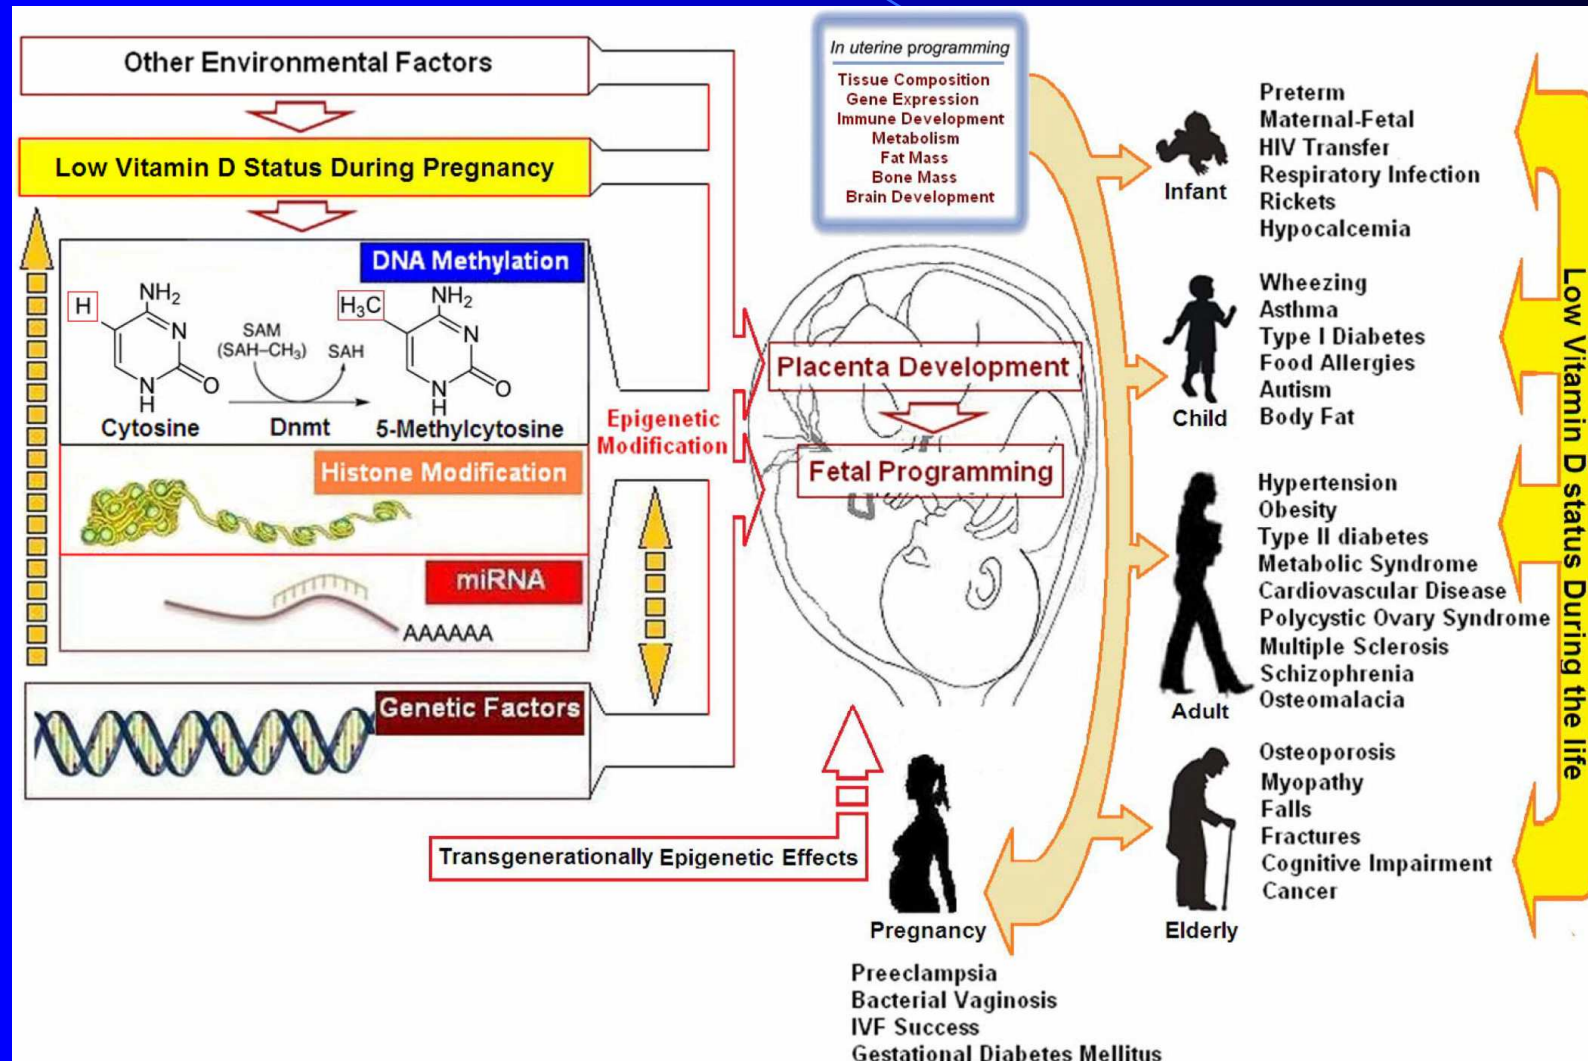 Other Environmental Factors
Low Vitamin D Status During Pregnancy
DNA Methylation
H
NH2
N
O
N
H
SAM
(SAH–CH3)
SAH
H3C
NH2
N
O
N
H
Cytosine
Dnmt
5-Methylcytosine
Histone Modification
miRNA
AAAAAA
Genetic Factors
Epigenetic
Modification
Transgenerationally Epigenetic Effects
In uterine programming
Tissue Composition
Gene Expression
Immune Development
Metabolism
Fat Mass
Bone Mass
Brain Development
Placenta Development
Fetal Programming
Infant
Preterm
Maternal-Fetal
HIV Transfer
Respiratory Infection
Rickets
Hypocalcemia
Child
Wheezing
Asthma
Type I Diabetes
Food Allergies
Autism
Body Fat
Adult
Hypertension
Obesity
Type II diabetes
Metabolic Syndrome
Cardiovascular Disease
Polycystic Ovary Syndrome
Multiple Sclerosis
Schizophrenia
Osteomalacia
Elderly
Osteoporosis
Myopathy
Falls
Fractures
Cognitive Impairment
Cancer
Pregnancy
Preeclampsia
Bacterial Vaginosis
IVF Success
Gestational Diabetes Mellitus
Low Vitamin D status During the life